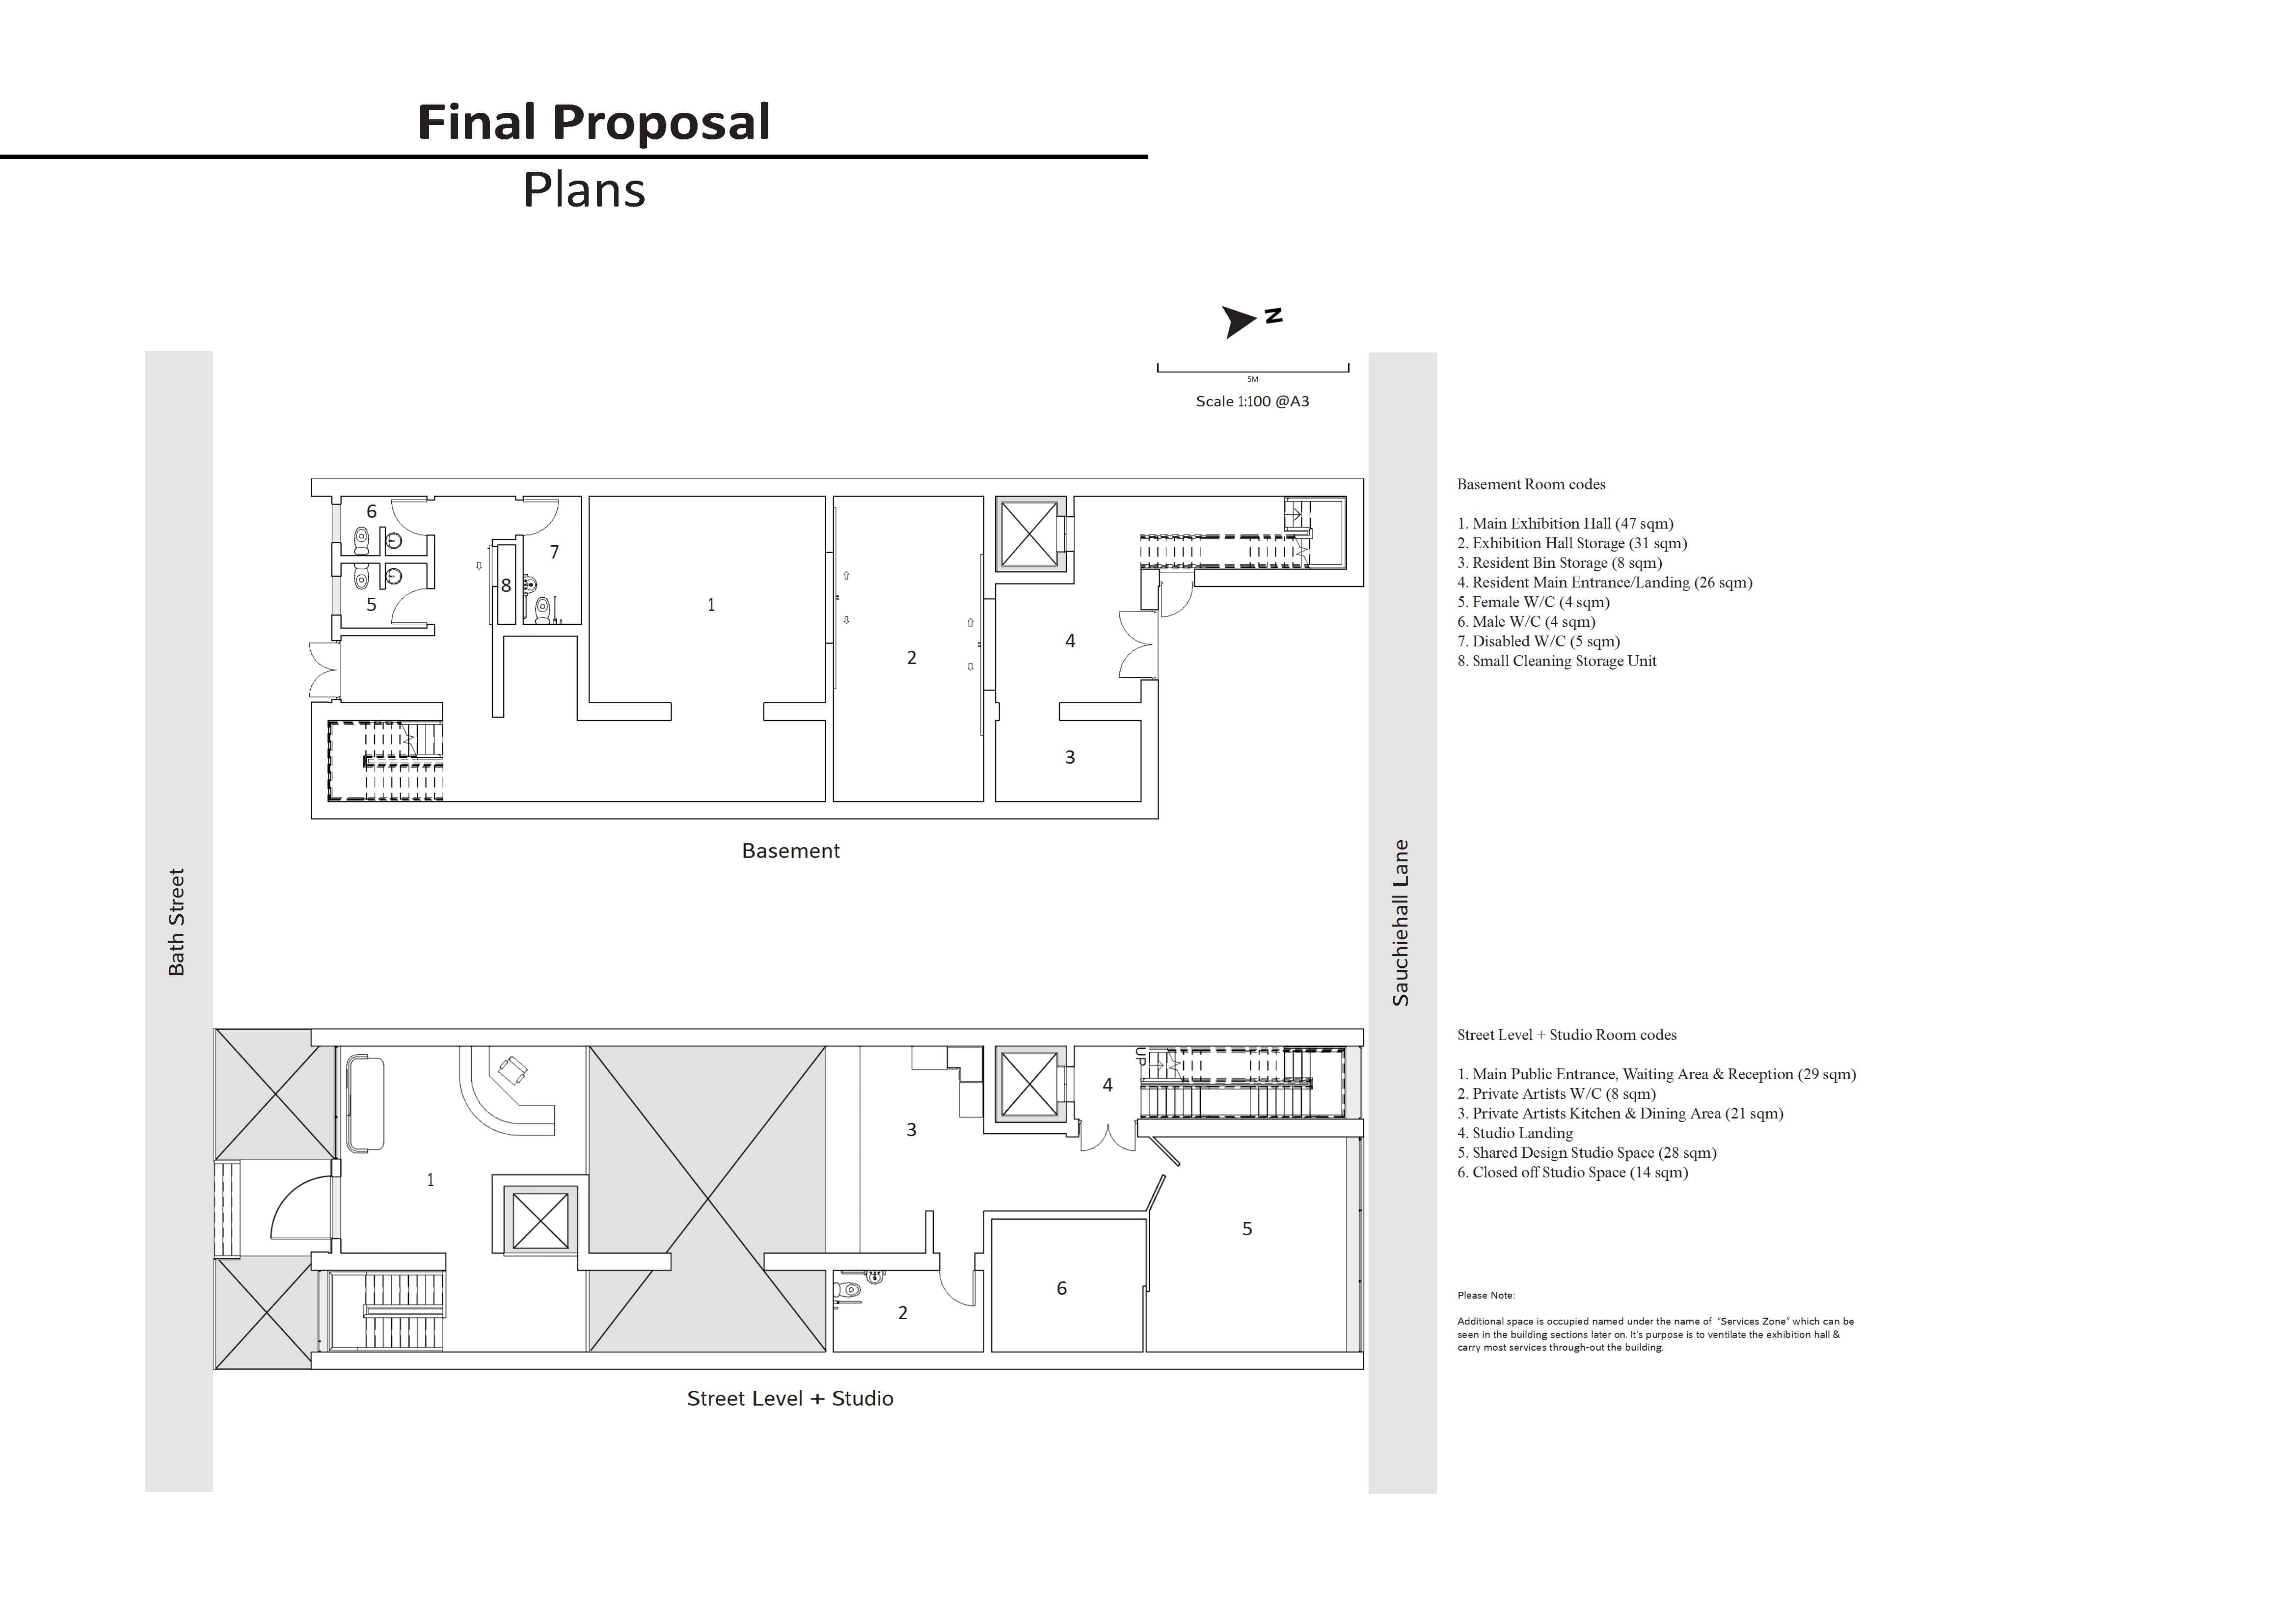 Final Proposal
Plans
N
5M
Scale 1:100 @A3
Bath Street
Sauchiehall Lane
6
7
8
5
1
2
4
3
Basement
Basement Room codes
1. Main Exhibition Hall (47 sqm)
2. Exhibition Hall Storage (31 sqm)
3. Resident Bin Storage (8 sqm)
4. Resident Main Entrance/Landing (26 sqm)
5. Female W/C (4 sqm)
6. Male W/C (4 sqm)
7. Disabled W/C (5 sqm)
8. Small Cleaning Storage Unit
UP
4
3
1
5
6
2
Street Level + Studio
Street Level + Studio Room codes
1. Main Public Entrance, Waiting Area & Reception (29 sqm)
2. Private Artists W/C (8 sqm)
3. Private Artists Kitchen & Dining Area (21 sqm)
4. Studio Landing
5. Shared Design Studio Space (28 sqm)
6. Closed off Studio Space (14 sqm)
Please Note:
Additional space is occupied named under the name of “Services Zone” which can be
seen in the building sections later on. It's purpose is to ventilate the exhibition hall &
carry most services through-out the building.